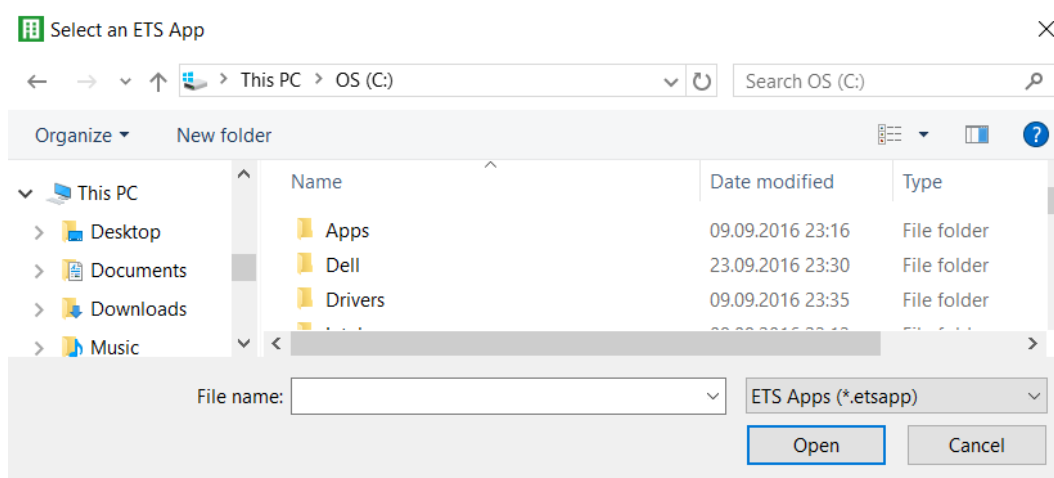 Select an ETS App
This PC > OS (C:)
Search OS (C:)
Organize
New folder
?
Name
Date modified
Type
This PC
Desktop
Documents
Downloads
Music
Apps 09.09.2016 23:16 File folder
Dell 23.09.2016 23:30 File folder
Drivers 09.09.2016 23:35 File folder
File name:
ETS Apps (*.etsapp)
Open
Cancel